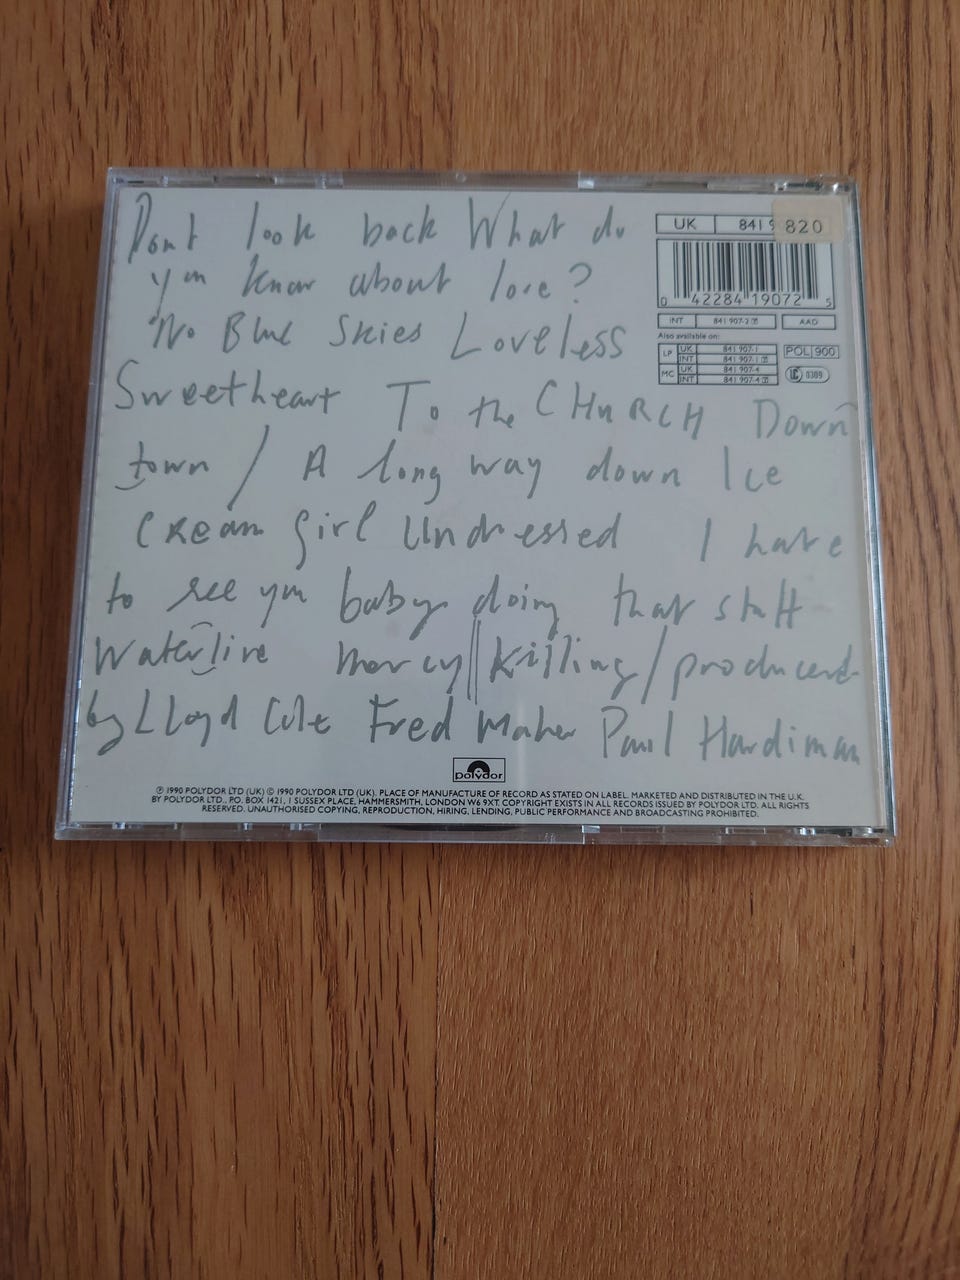 Dont look back What do
you know about love?
No Blue Skies Loveless
Sweetheart To the CHuRCH Down
town / A long way down Ice
CReam Girl Undressed I hate
to see you baby doing that stuff
Waterline Mercy || Killing / produced
by Lloyd Cole Fred Maher Paul Hardiman
UK 841 9 820
0 42284 19072 5
INT 841 907-2 AAD
Also available on:
LP UK 841 907-1 POL 900
INT 841 907-1
MC UK 841 907-4 LC 0309
INT 841 907-4
polydor
℗ 1990 POLYDOR LTD (UK) © 1990 POLYDOR LTD (UK). PLACE OF MANUFACTURE OF RECORD AS STATED ON LABEL. MARKETED AND DISTRIBUTED IN THE U.K.
BY POLYDOR LTD., P.O. BOX 1421, 1 SUSSEX PLACE, HAMMERSMITH, LONDON W6 9XT. COPYRIGHT EXISTS IN ALL RECORDS ISSUED BY POLYDOR LTD. ALL RIGHTS
RESERVED. UNAUTHORISED COPYING, REPRODUCTION, HIRING, LENDING, PUBLIC PERFORMANCE AND BROADCASTING PROHIBITED.